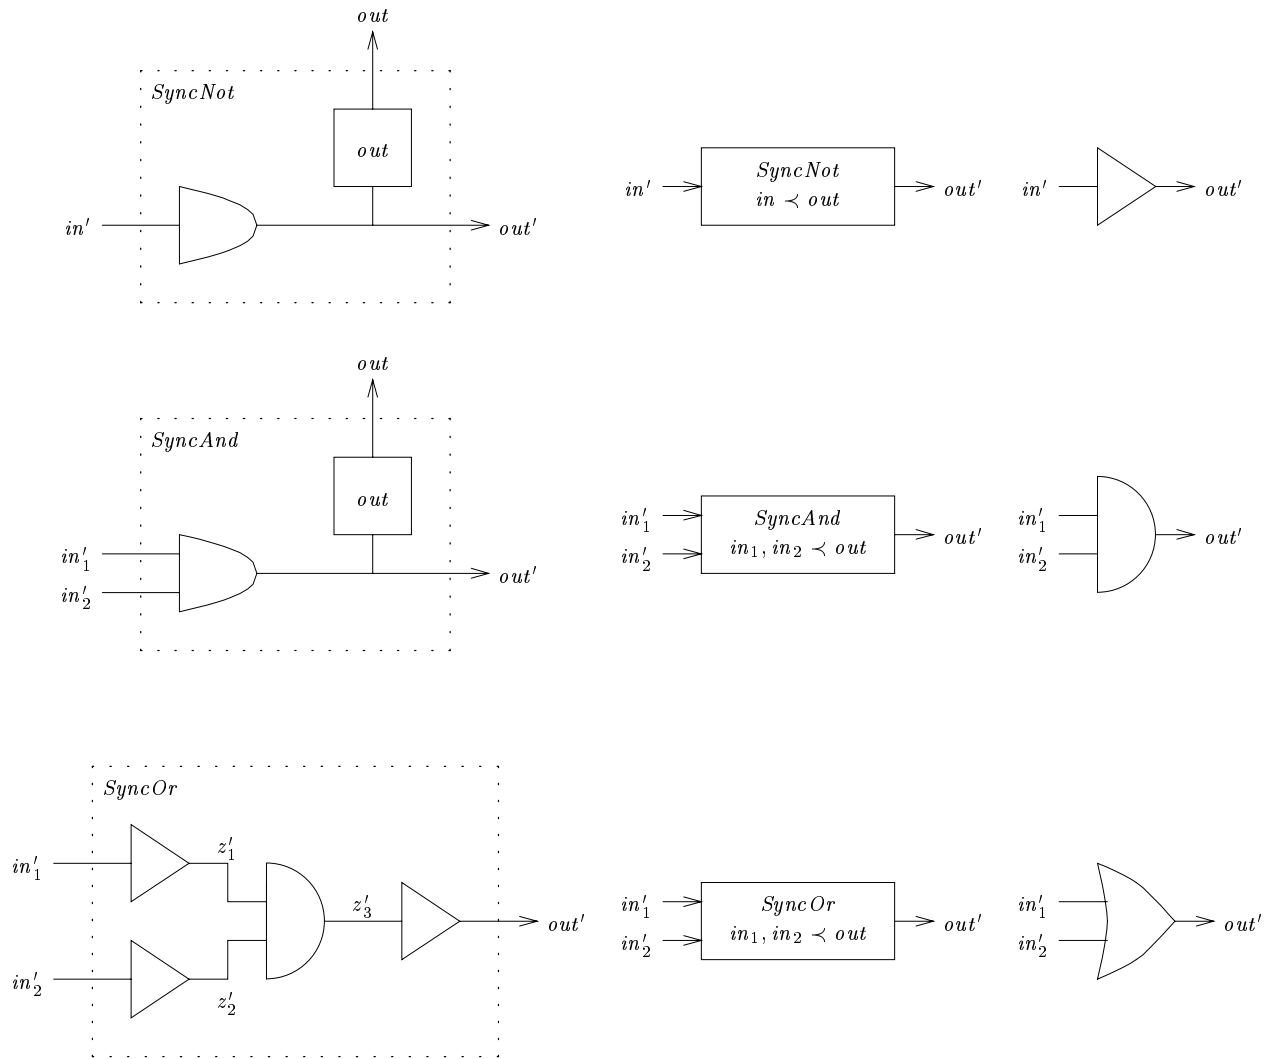 out
SyncNot
out
in′
out′
in′
SyncNot
in ≺ out
out′
in′
out′
out
SyncAnd
out
in′₁
in′₂
out′
in′₁
in′₂
SyncAnd
in₁, in₂ ≺ out
out′
in′₁
in′₂
out′
SyncOr
in′₁
z′₁
z′₃
out′
in′₂
z′₂
in′₁
in′₂
SyncOr
in₁, in₂ ≺ out
out′
in′₁
in′₂
out′